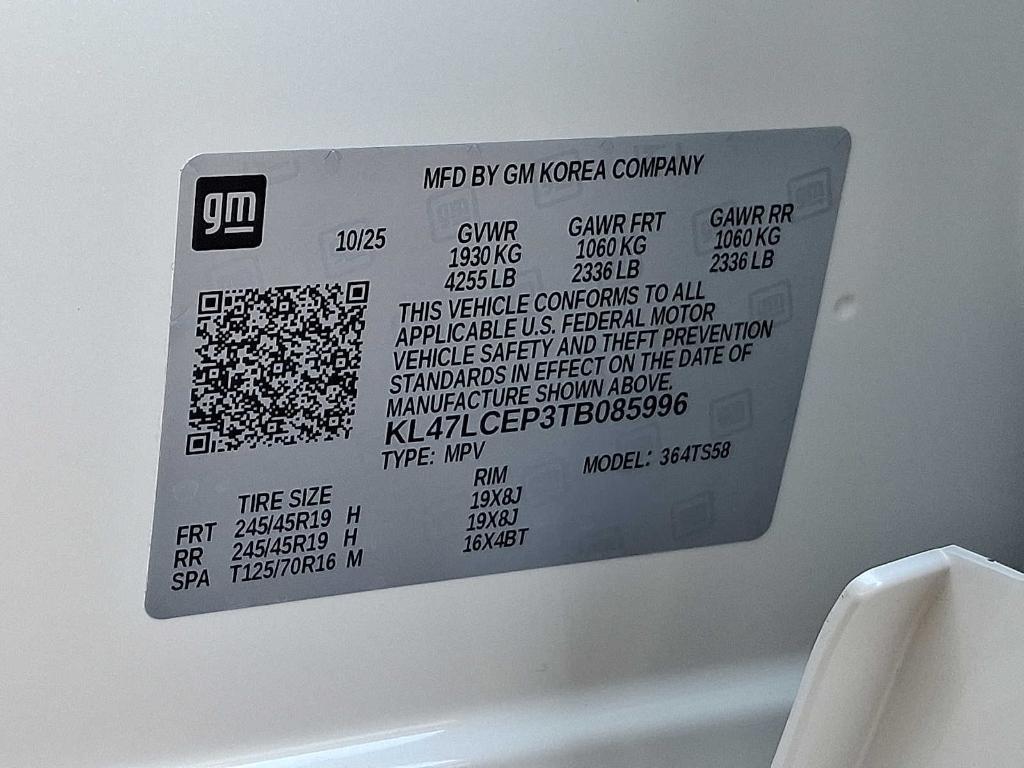 gm
MFD BY GM KOREA COMPANY
10/25
GVWR GAWR FRT GAWR RR
1930 KG 1060 KG 1060 KG
4255 LB 2336 LB 2336 LB
THIS VEHICLE CONFORMS TO ALL
APPLICABLE U.S. FEDERAL MOTOR
VEHICLE SAFETY AND THEFT PREVENTION
STANDARDS IN EFFECT ON THE DATE OF
MANUFACTURE SHOWN ABOVE.
KL47LCEP3TB085996
TYPE: MPV MODEL: 364TS58
TIRE SIZE RIM
FRT 245/45R19 H 19X8J
RR 245/45R19 H 19X8J
SPA T125/70R16 M 16X4BT